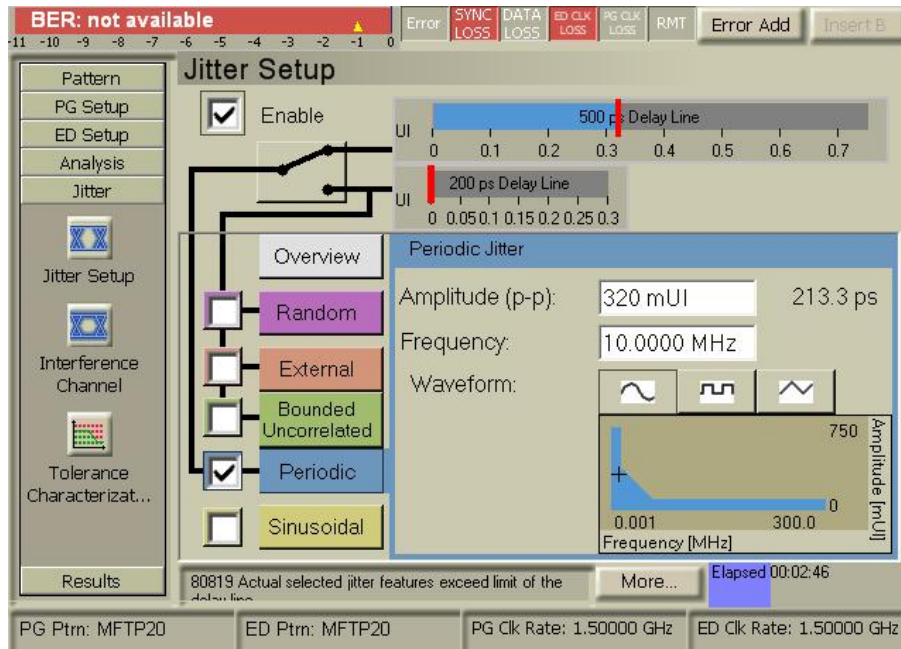 BER: not available
-11 -10 -9 -8 -7 -6 -5 -4 -3 -2 -1 0
Error
SYNC LOSS
DATA LOSS
ED CLK LOSS
PG CLK LOSS
RMT
Error Add
Insert B
Jitter Setup
Pattern
PG Setup
ED Setup
Analysis
Jitter
Jitter Setup
Interference
Channel
Tolerance
Characterizat...
Results
Enable
500 ps Delay Line
UI
0 0.1 0.2 0.3 0.4 0.5 0.6 0.7
200 ps Delay Line
UI
0 0.05 0.1 0.15 0.2 0.25 0.3
Overview
Random
External
Bounded
Uncorrelated
Periodic
Sinusoidal
Periodic Jitter
Amplitude (p-p): 320 mUI 213.3 ps
Frequency: 10.0000 MHz
Waveform:
750
0
Amplitude [mUI]
0.001 300.0
Frequency [MHz]
80819 Actual selected jitter features exceed limit of the
delay line
More...
Elapsed 00:02:46
PG Ptrn: MFTP20
ED Ptrn: MFTP20
PG Clk Rate: 1.50000 GHz
ED Clk Rate: 1.50000 GHz